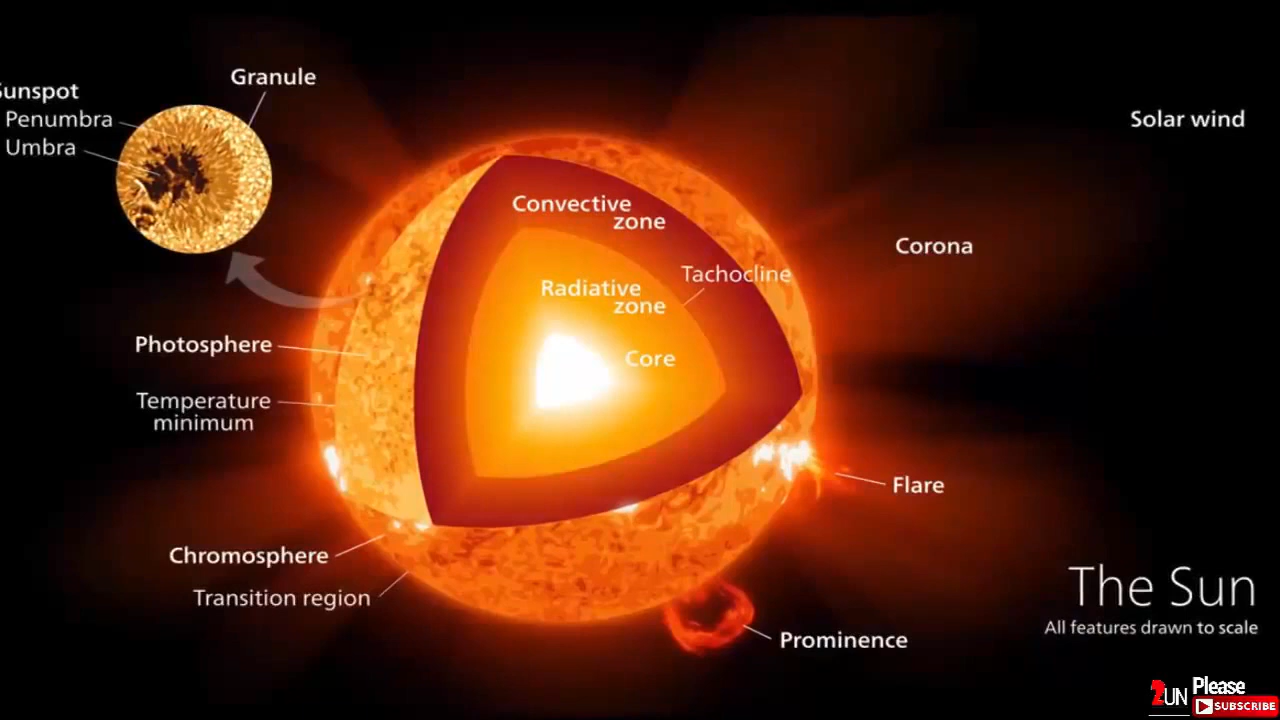 Granule
Sunspot
Penumbra
Umbra
Solar wind
Convective
zone
Corona
Tachocline
Radiative
zone
Photosphere
Core
Temperature
minimum
Flare
Chromosphere
Transition region
The Sun
All features drawn to scale
Prominence
UN
Please
SUBSCRIBE